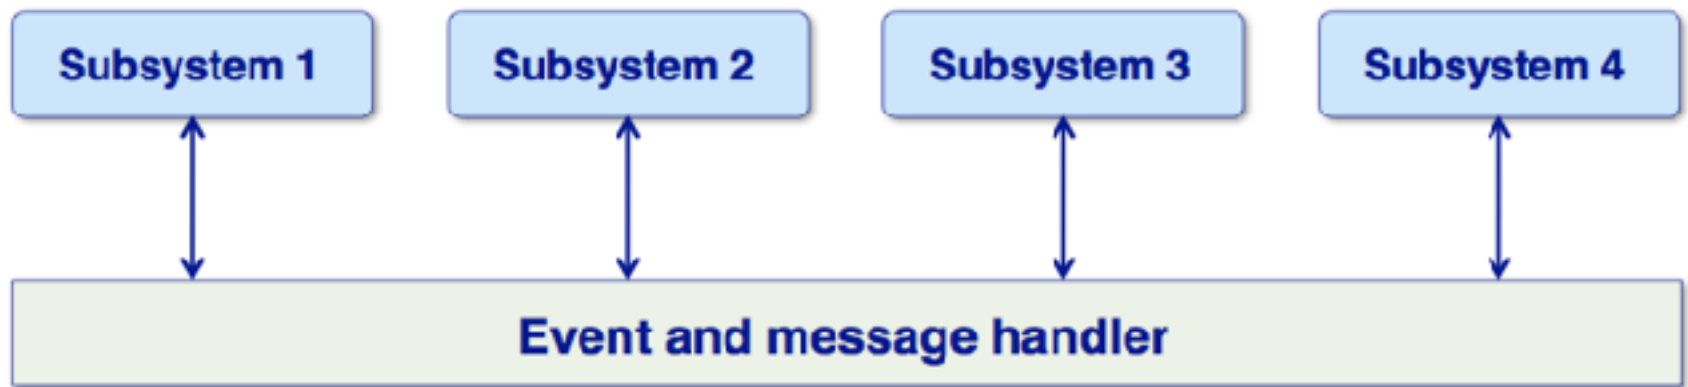 Subsystem 1
Subsystem 2
Subsystem 3
Subsystem 4
Event and message handler